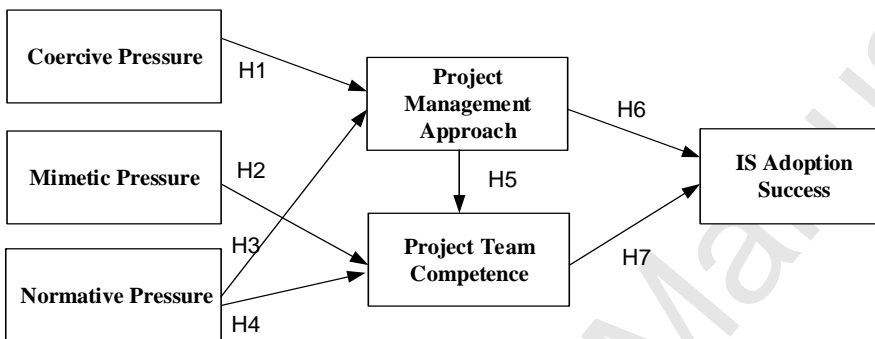 Coercive Pressure
H1
Project
Management
Approach
H6
Mimetic Pressure
H2
H5
IS Adoption
Success
H3
Project Team
Competence
H7
Normative Pressure
H4